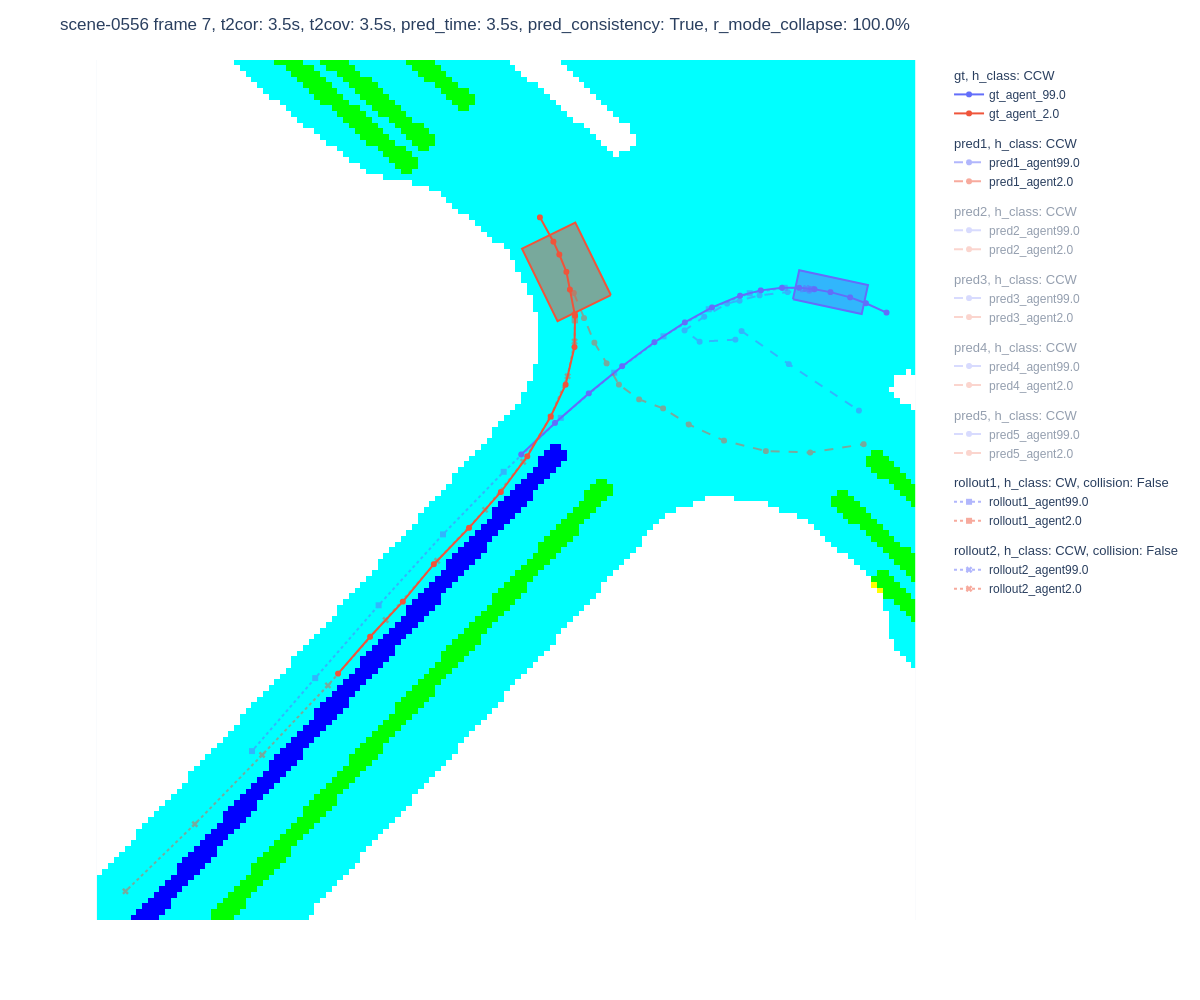 scene-0556 frame 7, t2cor: 3.5s, t2cov: 3.5s, pred_time: 3.5s, pred_consistency: True, r_mode_collapse: 100.0%
gt, h_class: CCW
gt_agent_99.0
gt_agent_2.0
pred1, h_class: CCW
pred1_agent99.0
pred1_agent2.0
pred2, h_class: CCW
pred2_agent99.0
pred2_agent2.0
pred3, h_class: CCW
pred3_agent99.0
pred3_agent2.0
pred4, h_class: CCW
pred4_agent99.0
pred4_agent2.0
pred5, h_class: CCW
pred5_agent99.0
pred5_agent2.0
rollout1, h_class: CW, collision: False
rollout1_agent99.0
rollout1_agent2.0
rollout2, h_class: CCW, collision: False
rollout2_agent99.0
rollout2_agent2.0